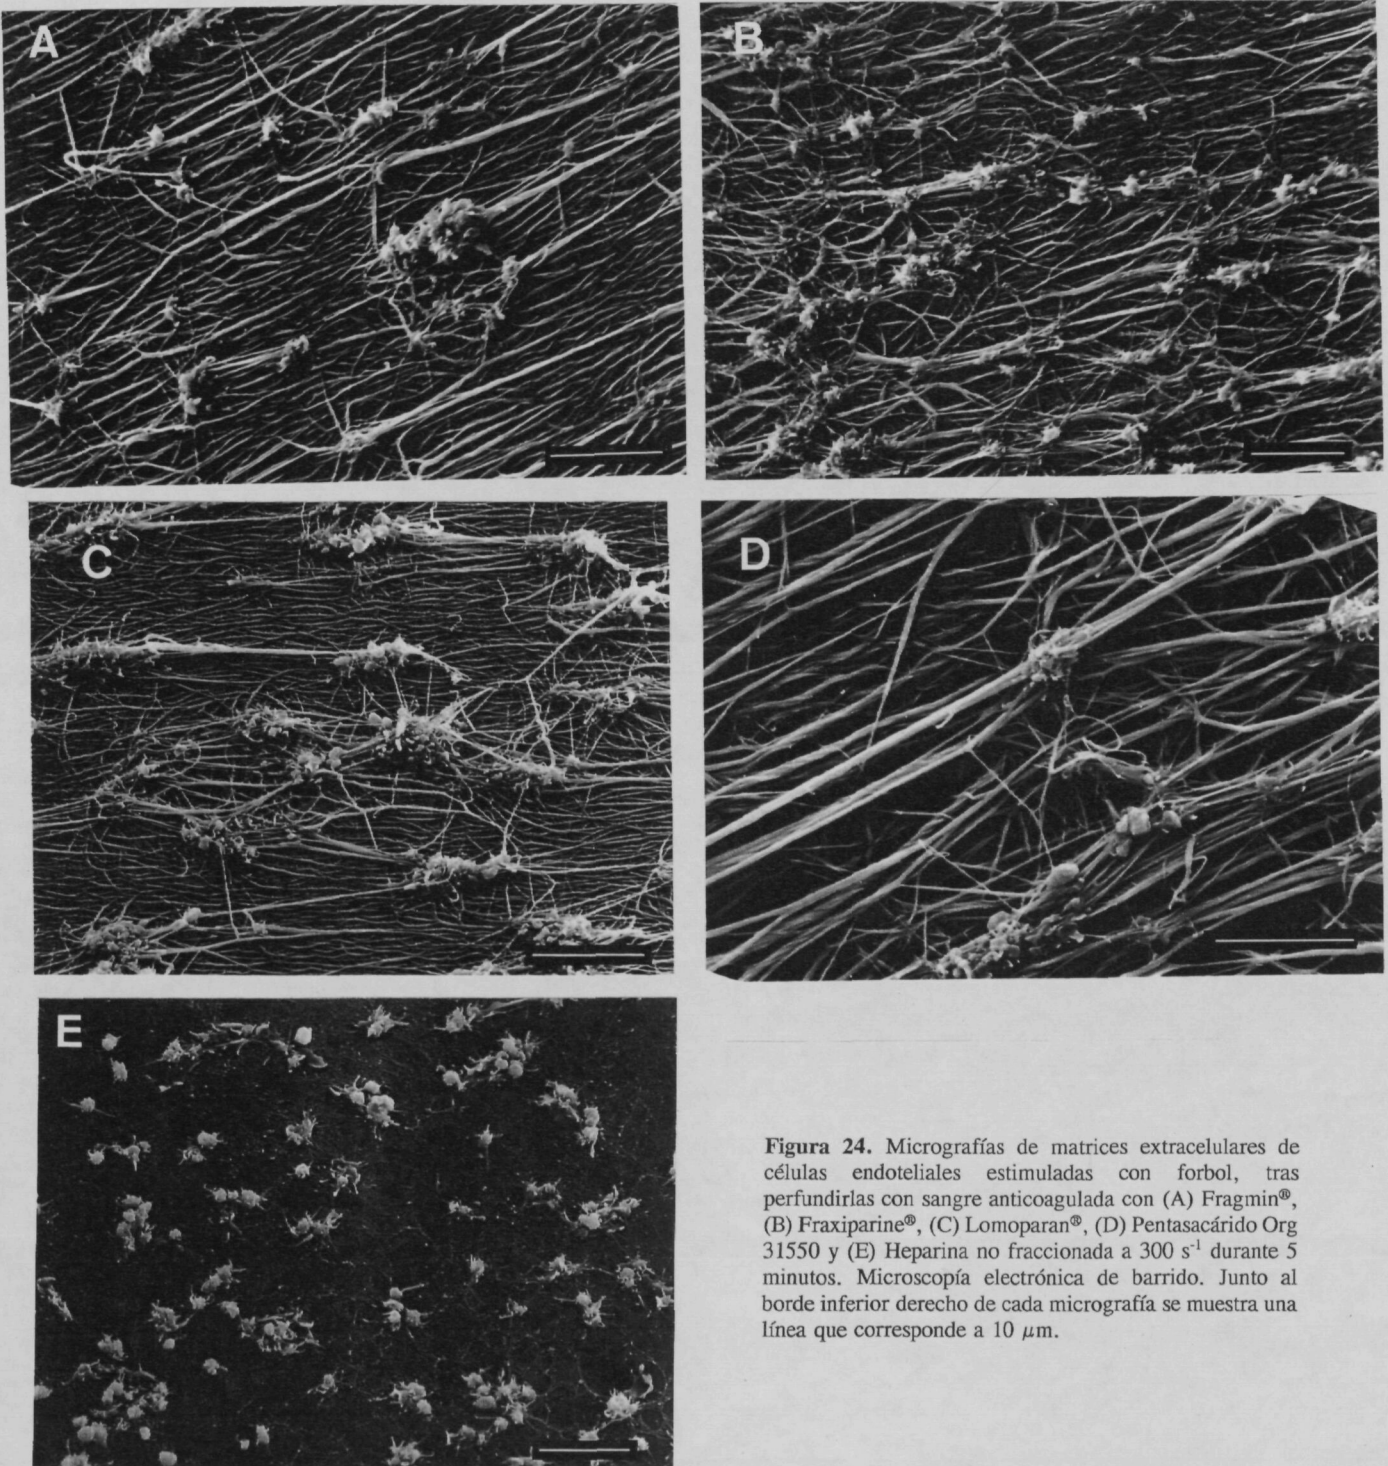 A
B
C
D
E
Figura 24. Micrografías de matrices extracelulares de
células endoteliales estimuladas con forbol, tras
perfundirlas con sangre anticoagulada con (A) Fragmin®,
(B) Fraxiparine®, (C) Lomoparan®, (D) Pentasacárido Org
31550 y (E) Heparina no fraccionada a 300 s⁻¹ durante 5
minutos. Microscopía electrónica de barrido. Junto al
borde inferior derecho de cada micrografía se muestra una
línea que corresponde a 10 μm.